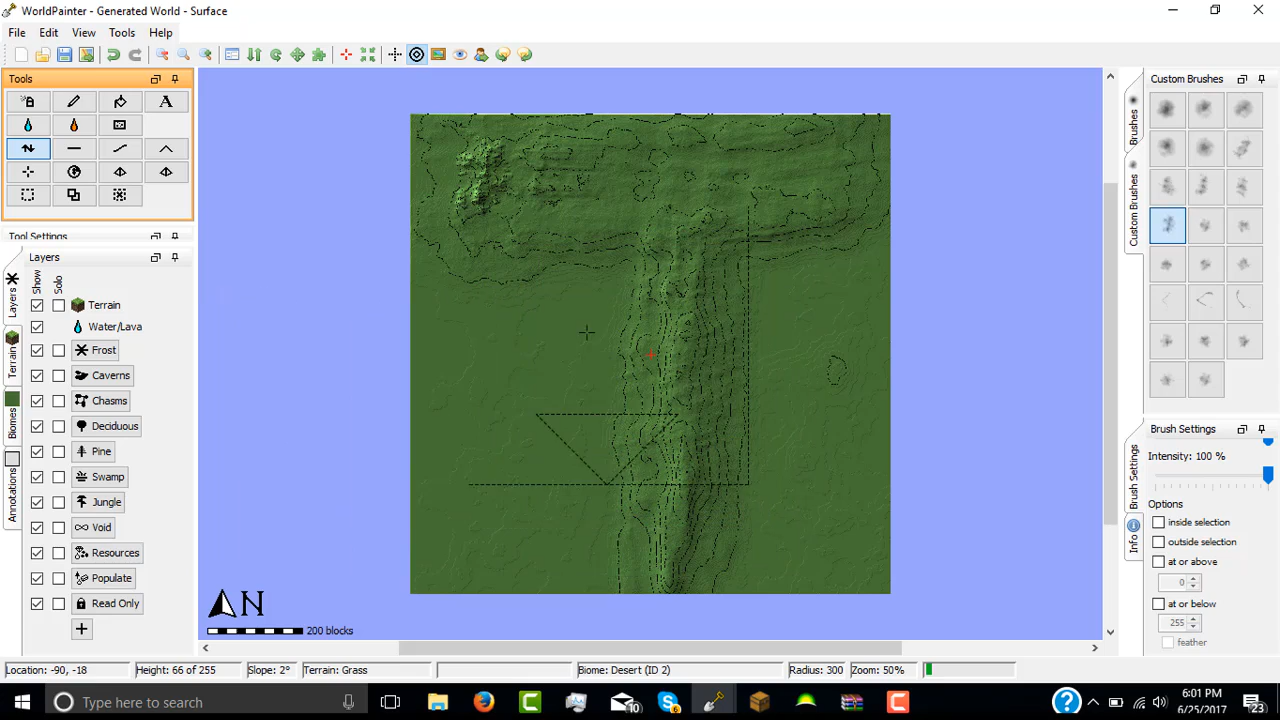 WorldPainter - Generated World - Surface
File Edit View Tools Help
Tools
A
Tool Settings
Layers
Show
Solo
Layers
Terrain
Biomes
Annotations
Terrain
Water/Lava
Frost
Caverns
Chasms
Deciduous
Pine
Swamp
Jungle
Void
Resources
Populate
Read Only
+
N
200 blocks
Custom Brushes
Brushes
Custom Brushes
Brush Settings
Intensity: 100 %
Options
inside selection
outside selection
at or above
0
at or below
255
feather
Brush Settings
Info
Location: -90, -18 Height: 66 of 255 Slope: 2° Terrain: Grass Biome: Desert (ID 2) Radius: 300 Zoom: 50%
Type here to search
10
6
6:01 PM
6/25/2017
23